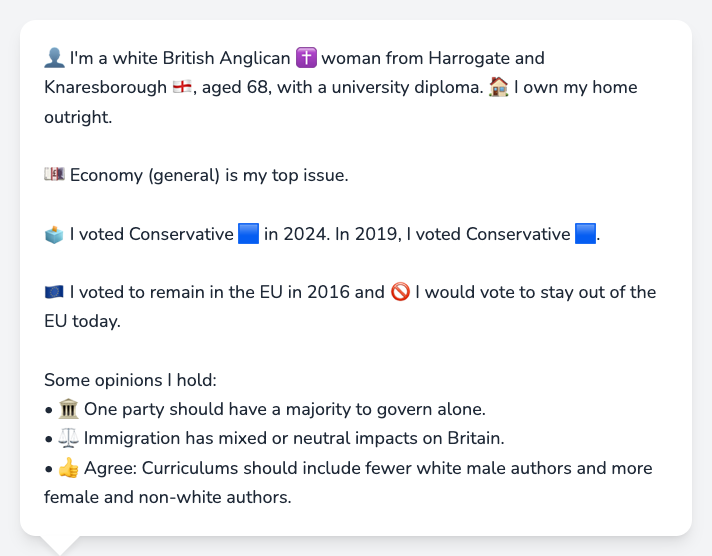 👤 I'm a white British Anglican ✝️ woman from Harrogate and
Knaresborough 🏴󠁧󠁢󠁥󠁮󠁧󠁿, aged 68, with a university diploma. 🏠 I own my home
outright.
💷 Economy (general) is my top issue.
🗳️ I voted Conservative 🟦 in 2024. In 2019, I voted Conservative 🟦.
🇪🇺 I voted to remain in the EU in 2016 and 🚫 I would vote to stay out of the
EU today.
Some opinions I hold:
• 🏛️ One party should have a majority to govern alone.
• ⚖️ Immigration has mixed or neutral impacts on Britain.
• 👍 Agree: Curriculums should include fewer white male authors and more
female and non-white authors.